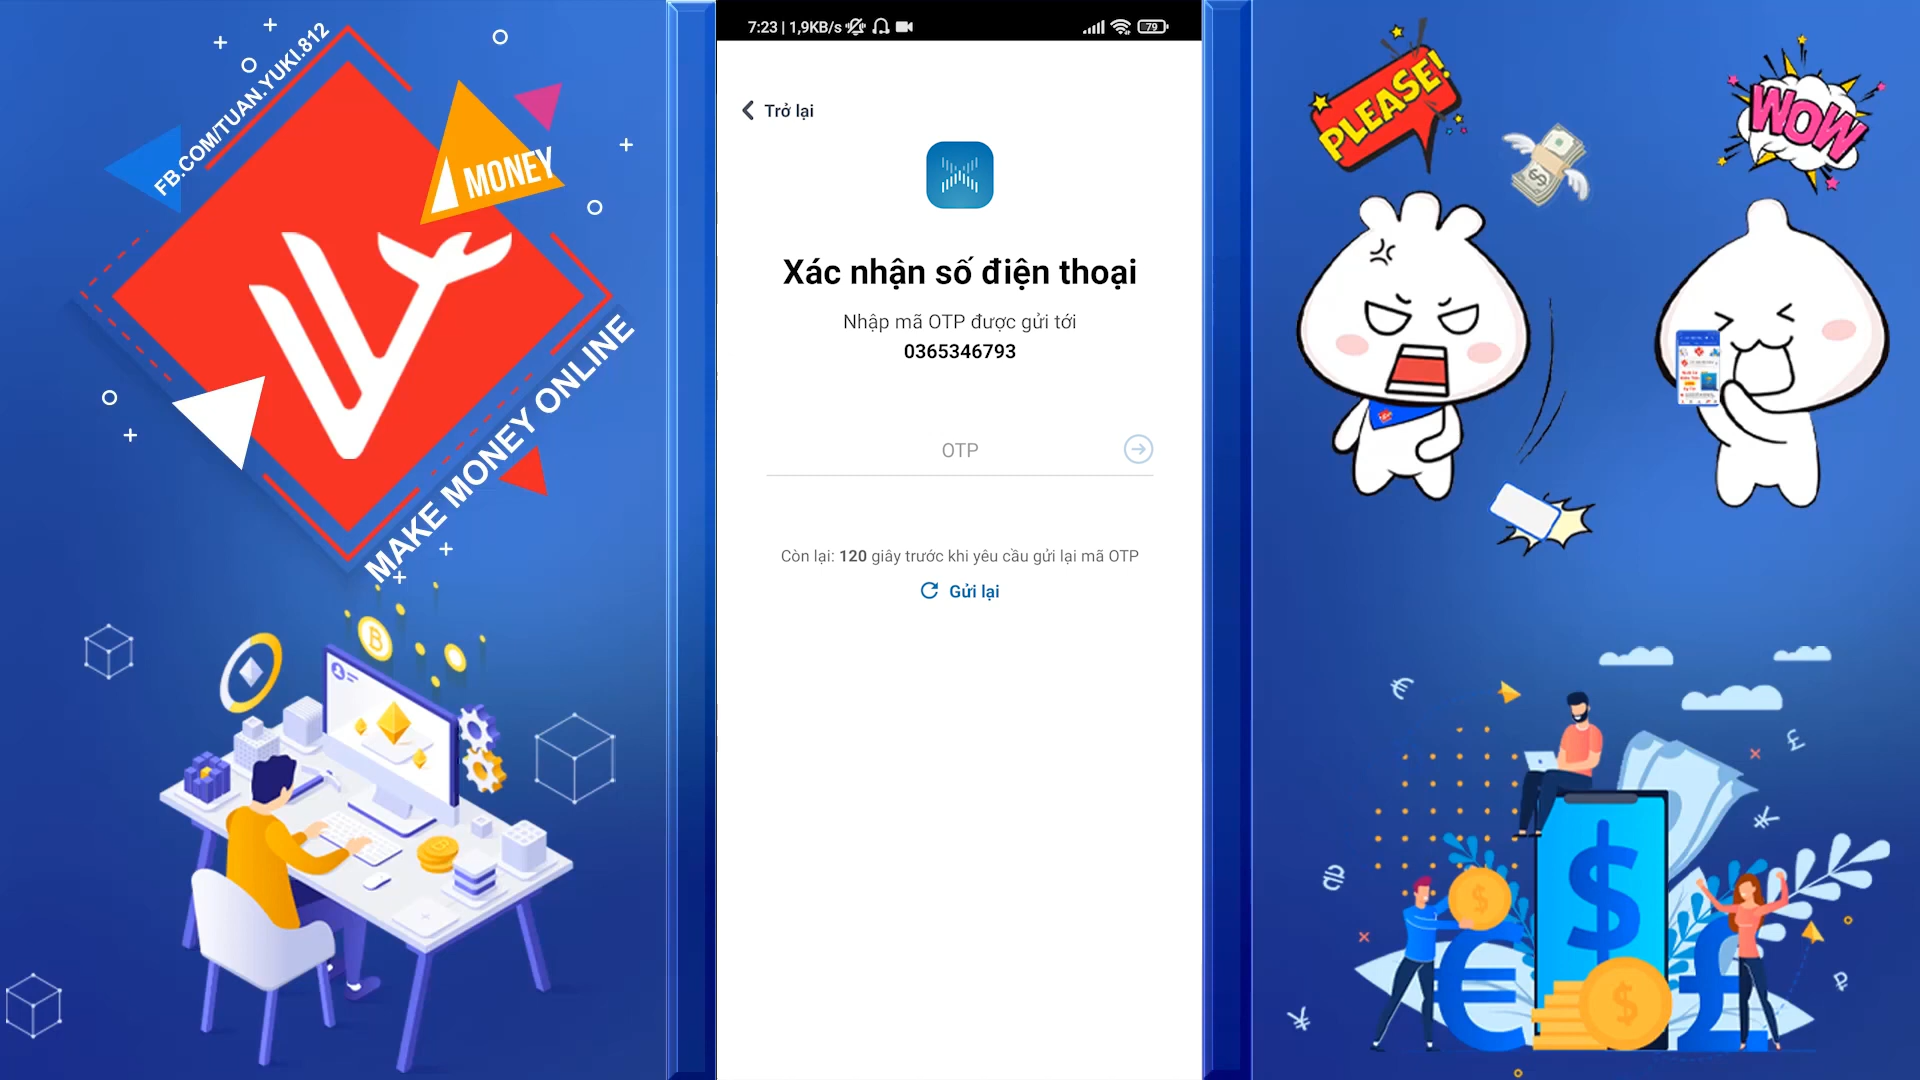 FB.COM/TUAN.YUKI.812
MONEY
MAKE MONEY ONLINE
7:23 | 1,9KB/s
79
Trở lại
Xác nhận số điện thoại
Nhập mã OTP được gửi tới
0365346793
OTP
Còn lại: 120 giây trước khi yêu cầu gửi lại mã OTP
Gửi lại
PLEASE!
WOW